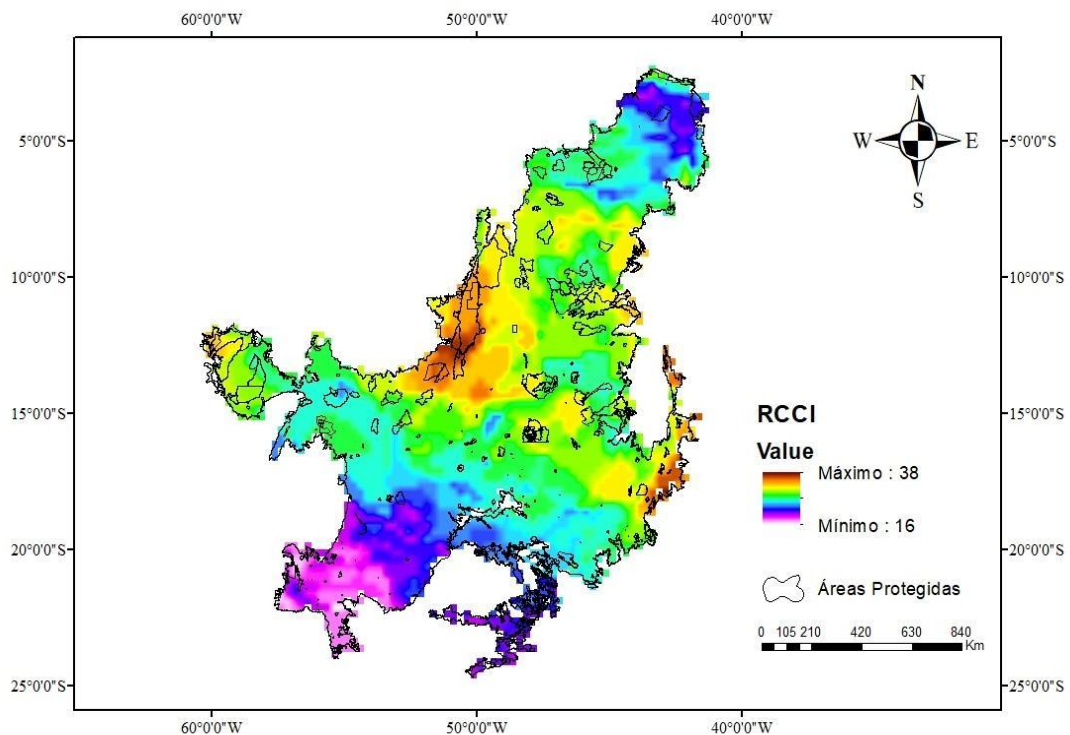 60°0'0"W 50°0'0"W 40°0'0"W
N
W E
S
5°0'0"S 5°0'0"S
10°0'0"S 10°0'0"S
15°0'0"S 15°0'0"S
20°0'0"S 20°0'0"S
25°0'0"S 25°0'0"S
RCCI
Value
Máximo : 38
Mínimo : 16
Áreas Protegidas
0 105 210 420 630 840
Km
60°0'0"W 50°0'0"W 40°0'0"W